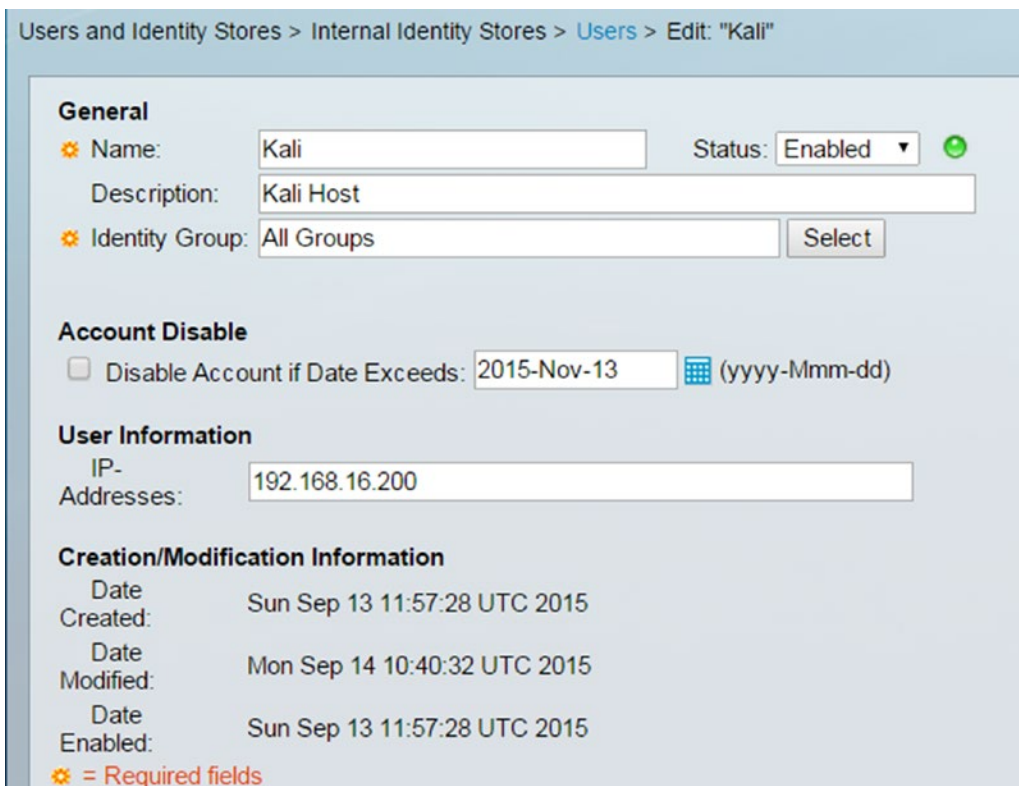 Users and Identity Stores > Internal Identity Stores > Users > Edit: "Kali"
General
Name: Kali Status: Enabled
Description: Kali Host
Identity Group: All Groups Select
Account Disable
Disable Account if Date Exceeds: 2015-Nov-13 (yyyy-Mmm-dd)
User Information
IP-
Addresses: 192.168.16.200
Creation/Modification Information
Date
Created: Sun Sep 13 11:57:28 UTC 2015
Date
Modified: Mon Sep 14 10:40:32 UTC 2015
Date
Enabled: Sun Sep 13 11:57:28 UTC 2015
= Required fields